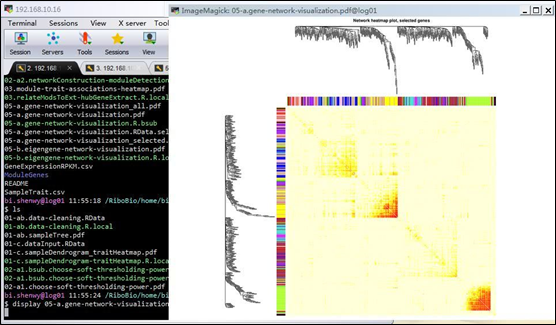 192.168.10.16
Terminal Sessions View X server Tools
Session Servers Tools Sessions
2. 192.168 3. 192.168
02-a2.networkConstruction-moduleDetection
03.module-trait-associations-heatmap.pdf
03.relateModsToExt-hubGeneExtract.R.local
05-a.gene-network-visualization_all.pdf
05-a.gene-network-visualization.pdf
05-a.gene-network-visualization.R.bsub
05-a.gene-network-visualization.RData.sel
05-a.gene-network-visualization_selected.
05-b.eigengene-network-visualization.pdf
05-b.eigengene-network-visualization.R.lo
GeneExpressionRPKM.csv
ModuleGenes
README
SampleTrait.csv
bi.shenwy@log01 11:55:18 /RiboBio/home/bi
$ ls
01-ab.data-cleaning.RData
01-ab.data-cleaning.R.local
01-ab.sampleTree.pdf
01-c.dataInput.RData
01-c.sampleDendrogram_traitHeatmap.pdf
01-c.sampleDendrogram-traitHeatmap.R.local
02-a1.bsub.choose-soft-thresholding-power
02-a1.bsub.choose-soft-thresholding-power
02-a1.choose-soft-thresholding-power.pdf
bi.shenwy@log01 11:55:24 /RiboBio/home/bi
$ display 05-a.gene-network-visualization
ImageMagick: 05-a.gene-network-visualization.pdf@log01
Network heatmap plot, selected genes